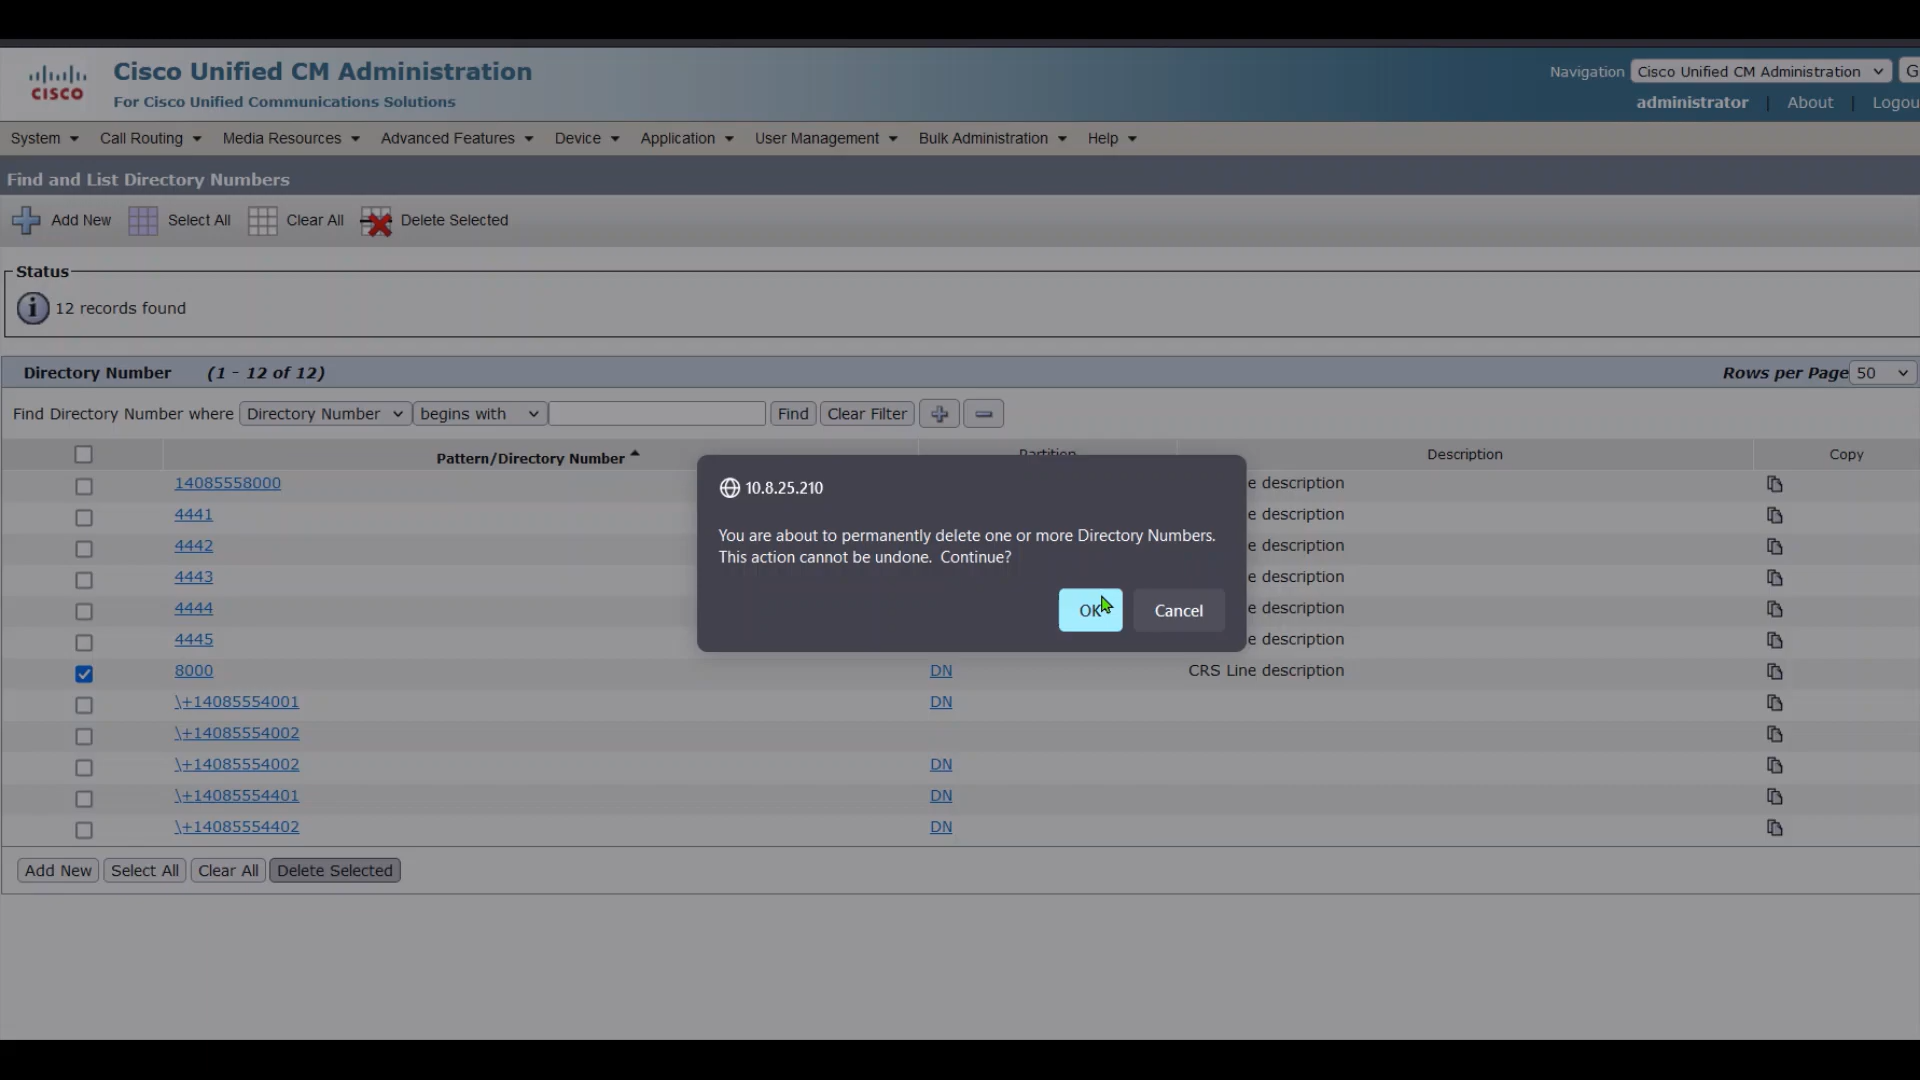 Cisco Unified CM Administration
For Cisco Unified Communications Solutions
CISCO
Navigation Cisco Unified CM Administration G
administrator | About | Logou
System Call Routing Media Resources Advanced Features Device Application User Management Bulk Administration Help
Find and List Directory Numbers
Add New Select All Clear All Delete Selected
Status
12 records found
Directory Number (1 - 12 of 12) Rows per Page 50
Find Directory Number where Directory Number begins with Find Clear Filter
Pattern/Directory Number Partition Description Copy
14085558000 e description
4441 e description
4442 e description
4443 e description
4444 e description
4445 e description
8000 DN CRS Line description
\+14085554001 DN
\+14085554002
\+14085554002 DN
\+14085554401 DN
\+14085554402 DN
Add New Select All Clear All Delete Selected
10.8.25.210
You are about to permanently delete one or more Directory Numbers.
This action cannot be undone. Continue?
OK Cancel